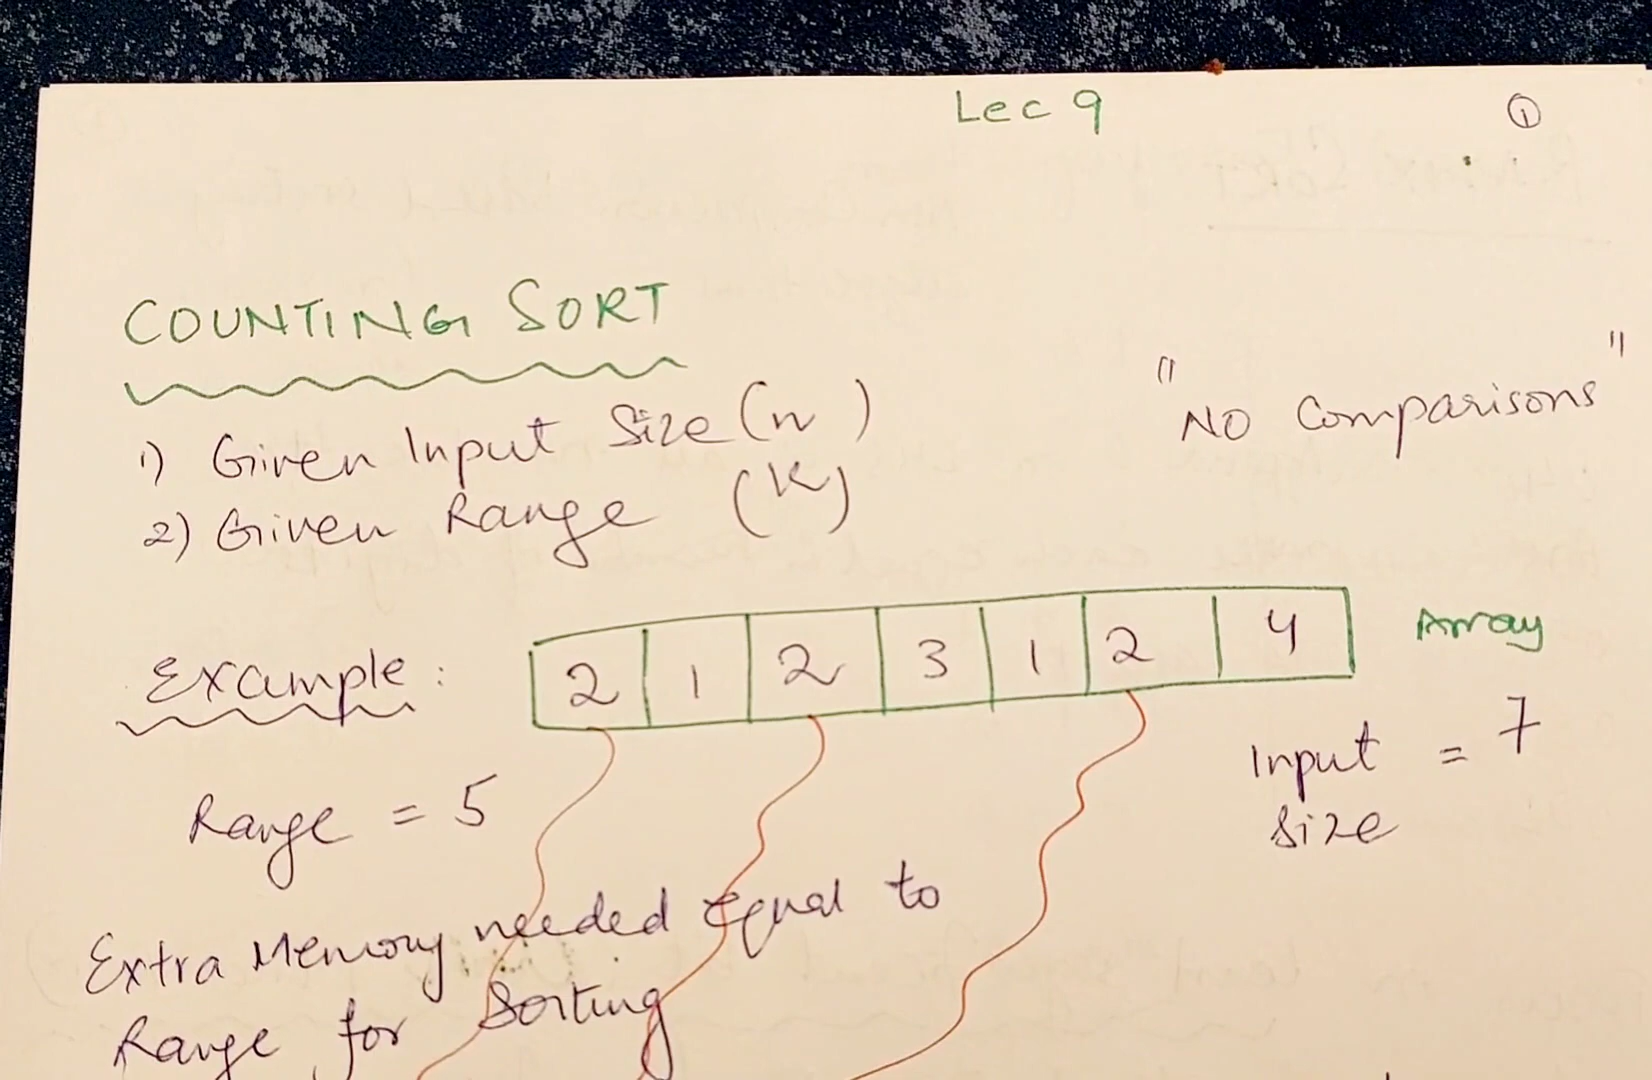 Lec 9
1
COUNTING SORT
1) Given Input Size (n)
2) Given Range (K)
"No Comparisons"
Example: 2 1 2 3 1 2 4 Array
Range = 5
Input Size = 7
Extra Memory needed equal to
Range for Sorting